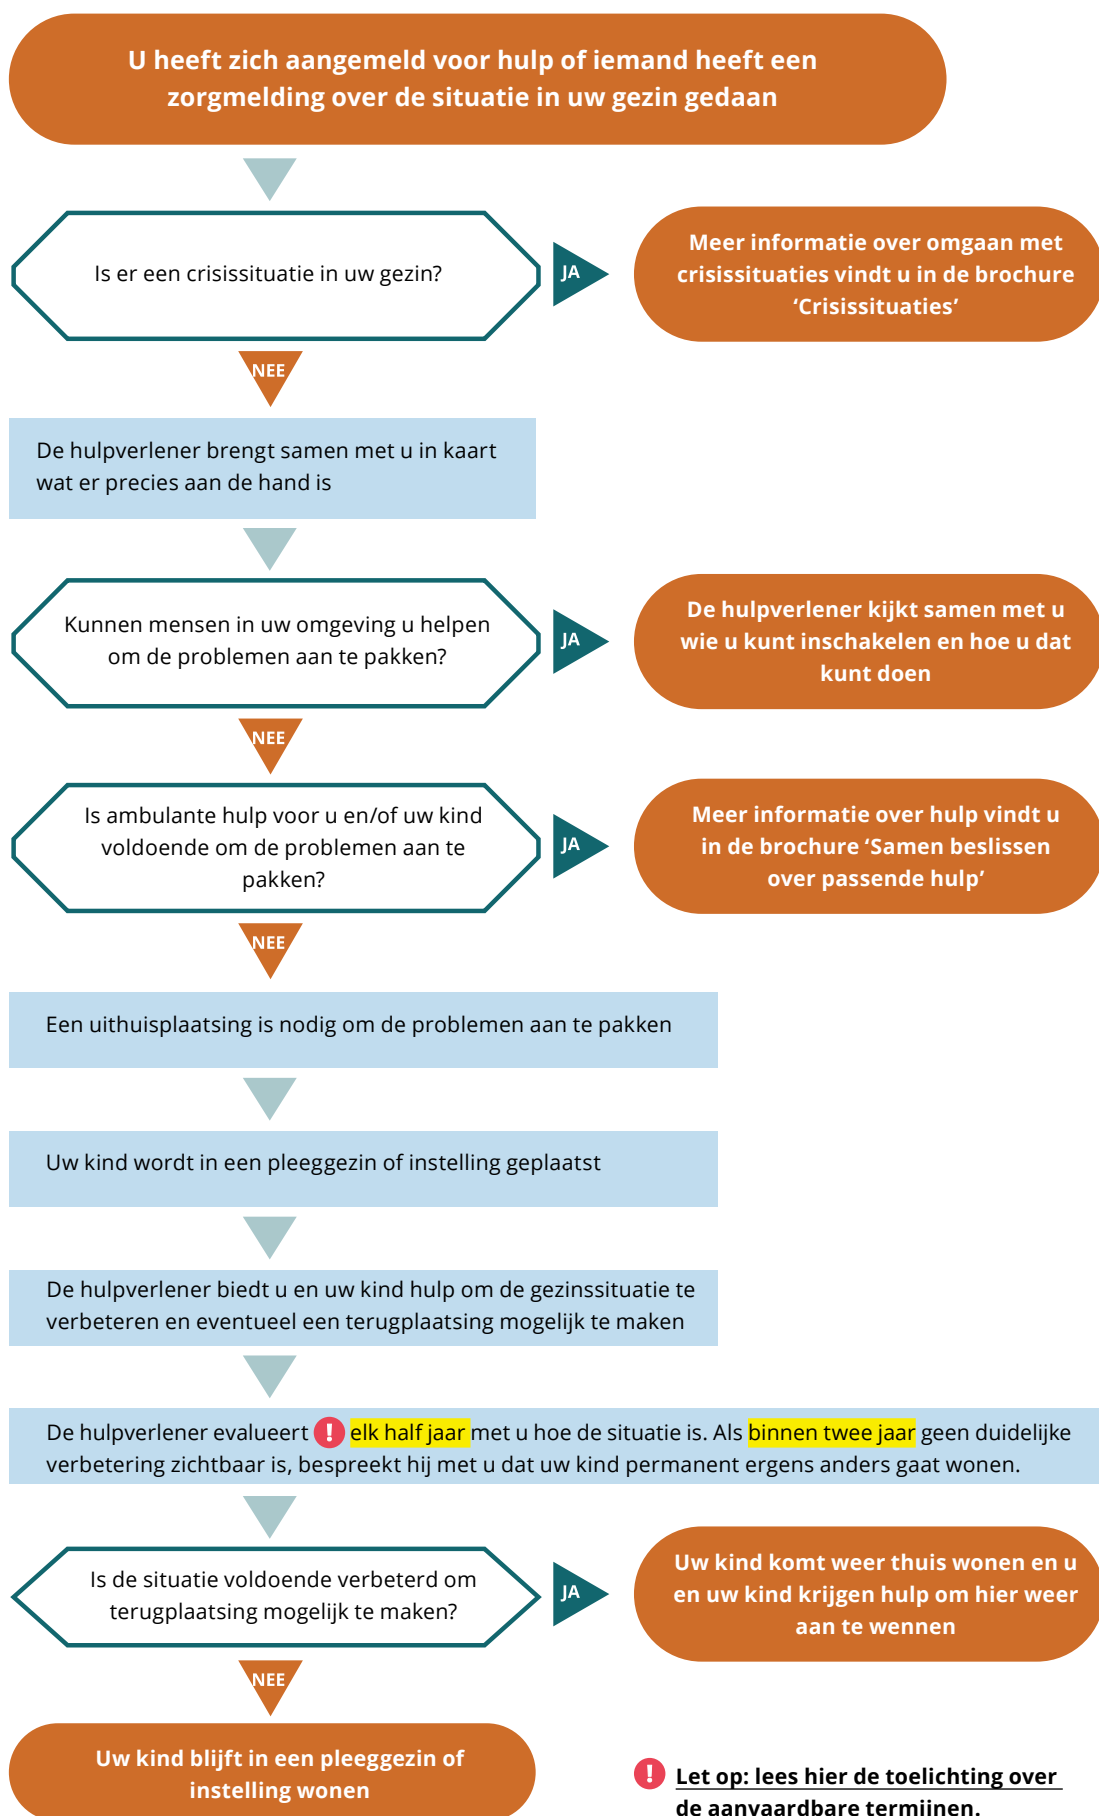 U heeft zich aangemeld voor hulp of iemand heeft een
zorgmelding over de situatie in uw gezin gedaan
Is er een crisissituatie in uw gezin?
JA
Meer informatie over omgaan met
crisissituaties vindt u in de brochure
‘Crisissituaties’
NEE
De hulpverlener brengt samen met u in kaart
wat er precies aan de hand is
Kunnen mensen in uw omgeving u helpen
om de problemen aan te pakken?
JA
De hulpverlener kijkt samen met u
wie u kunt inschakelen en hoe u dat
kunt doen
NEE
Is ambulante hulp voor u en/of uw kind
voldoende om de problemen aan te
pakken?
JA
Meer informatie over hulp vindt u
in de brochure ‘Samen beslissen
over passende hulp’
NEE
Een uithuisplaatsing is nodig om de problemen aan te pakken
Uw kind wordt in een pleeggezin of instelling geplaatst
De hulpverlener biedt u en uw kind hulp om de gezinssituatie te
verbeteren en eventueel een terugplaatsing mogelijk te maken
De hulpverlener evalueert ! elk half jaar met u hoe de situatie is. Als binnen twee jaar geen duidelijke
verbetering zichtbaar is, bespreekt hij met u dat uw kind permanent ergens anders gaat wonen.
Is de situatie voldoende verbeterd om
terugplaatsing mogelijk te maken?
JA
Uw kind komt weer thuis wonen en u
en uw kind krijgen hulp om hier weer
aan te wennen
NEE
Uw kind blijft in een pleeggezin of
instelling wonen
! Let op: lees hier de toelichting over
de aanvaardbare termijnen.